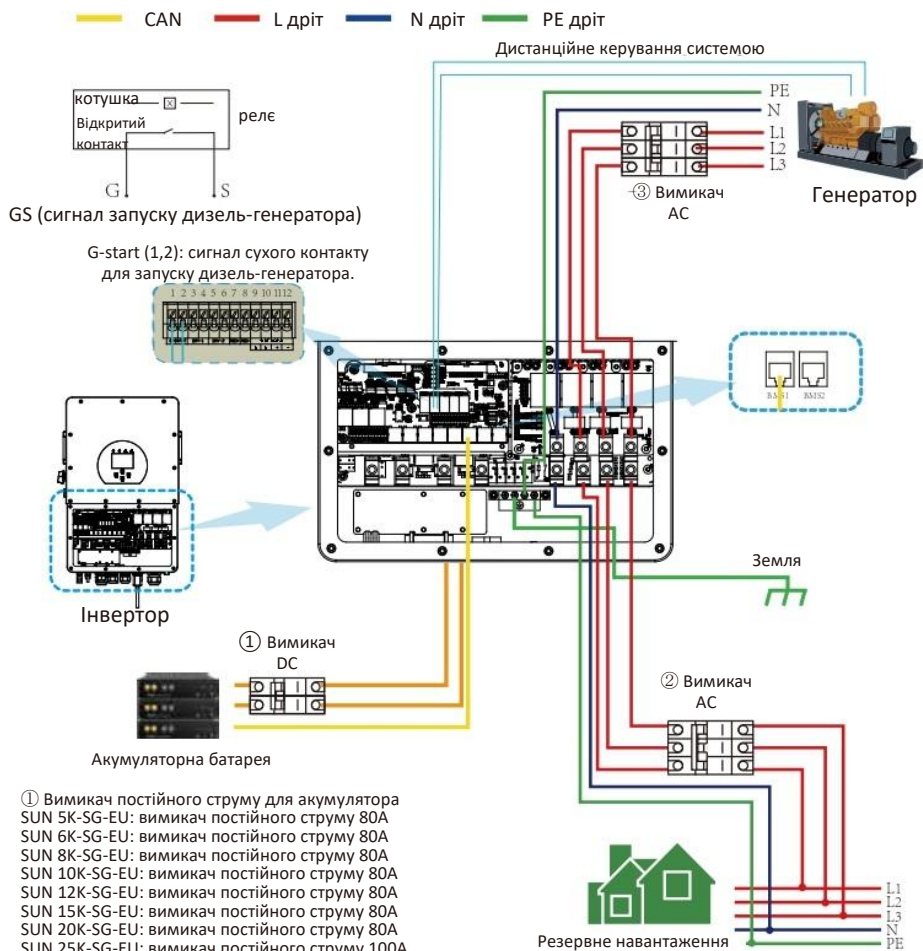 CAN
L дріт
N дріт
PE дріт
Дистанційне керування системою
котушка
Відкритий
контакт
реле
G
S
GS (сигнал запуску дизель-генератора)
PE
N
L1
L2
L3
③ Вимикач
AC
Генератор
G-start (1,2): сигнал сухого контакту
для запуску дизель-генератора.
1 2 3 4 5 6 7 8 9 10 11 12
BMS1 BMS2
Інвертор
Земля
① Вимикач
DC
② Вимикач
AC
Акумуляторна батарея
① Вимикач постійного струму для акумулятора
SUN 5K-SG-EU: вимикач постійного струму 80A
SUN 6K-SG-EU: вимикач постійного струму 80A
SUN 8K-SG-EU: вимикач постійного струму 80A
SUN 10K-SG-EU: вимикач постійного струму 80A
SUN 12K-SG-EU: вимикач постійного струму 80A
SUN 15K-SG-EU: вимикач постійного струму 80A
SUN 20K-SG-EU: вимикач постійного струму 80A
SUN 25K-SG-EU: вимикач постійного струму 100A
Резервне навантаження
L1
L2
L3
N
PE